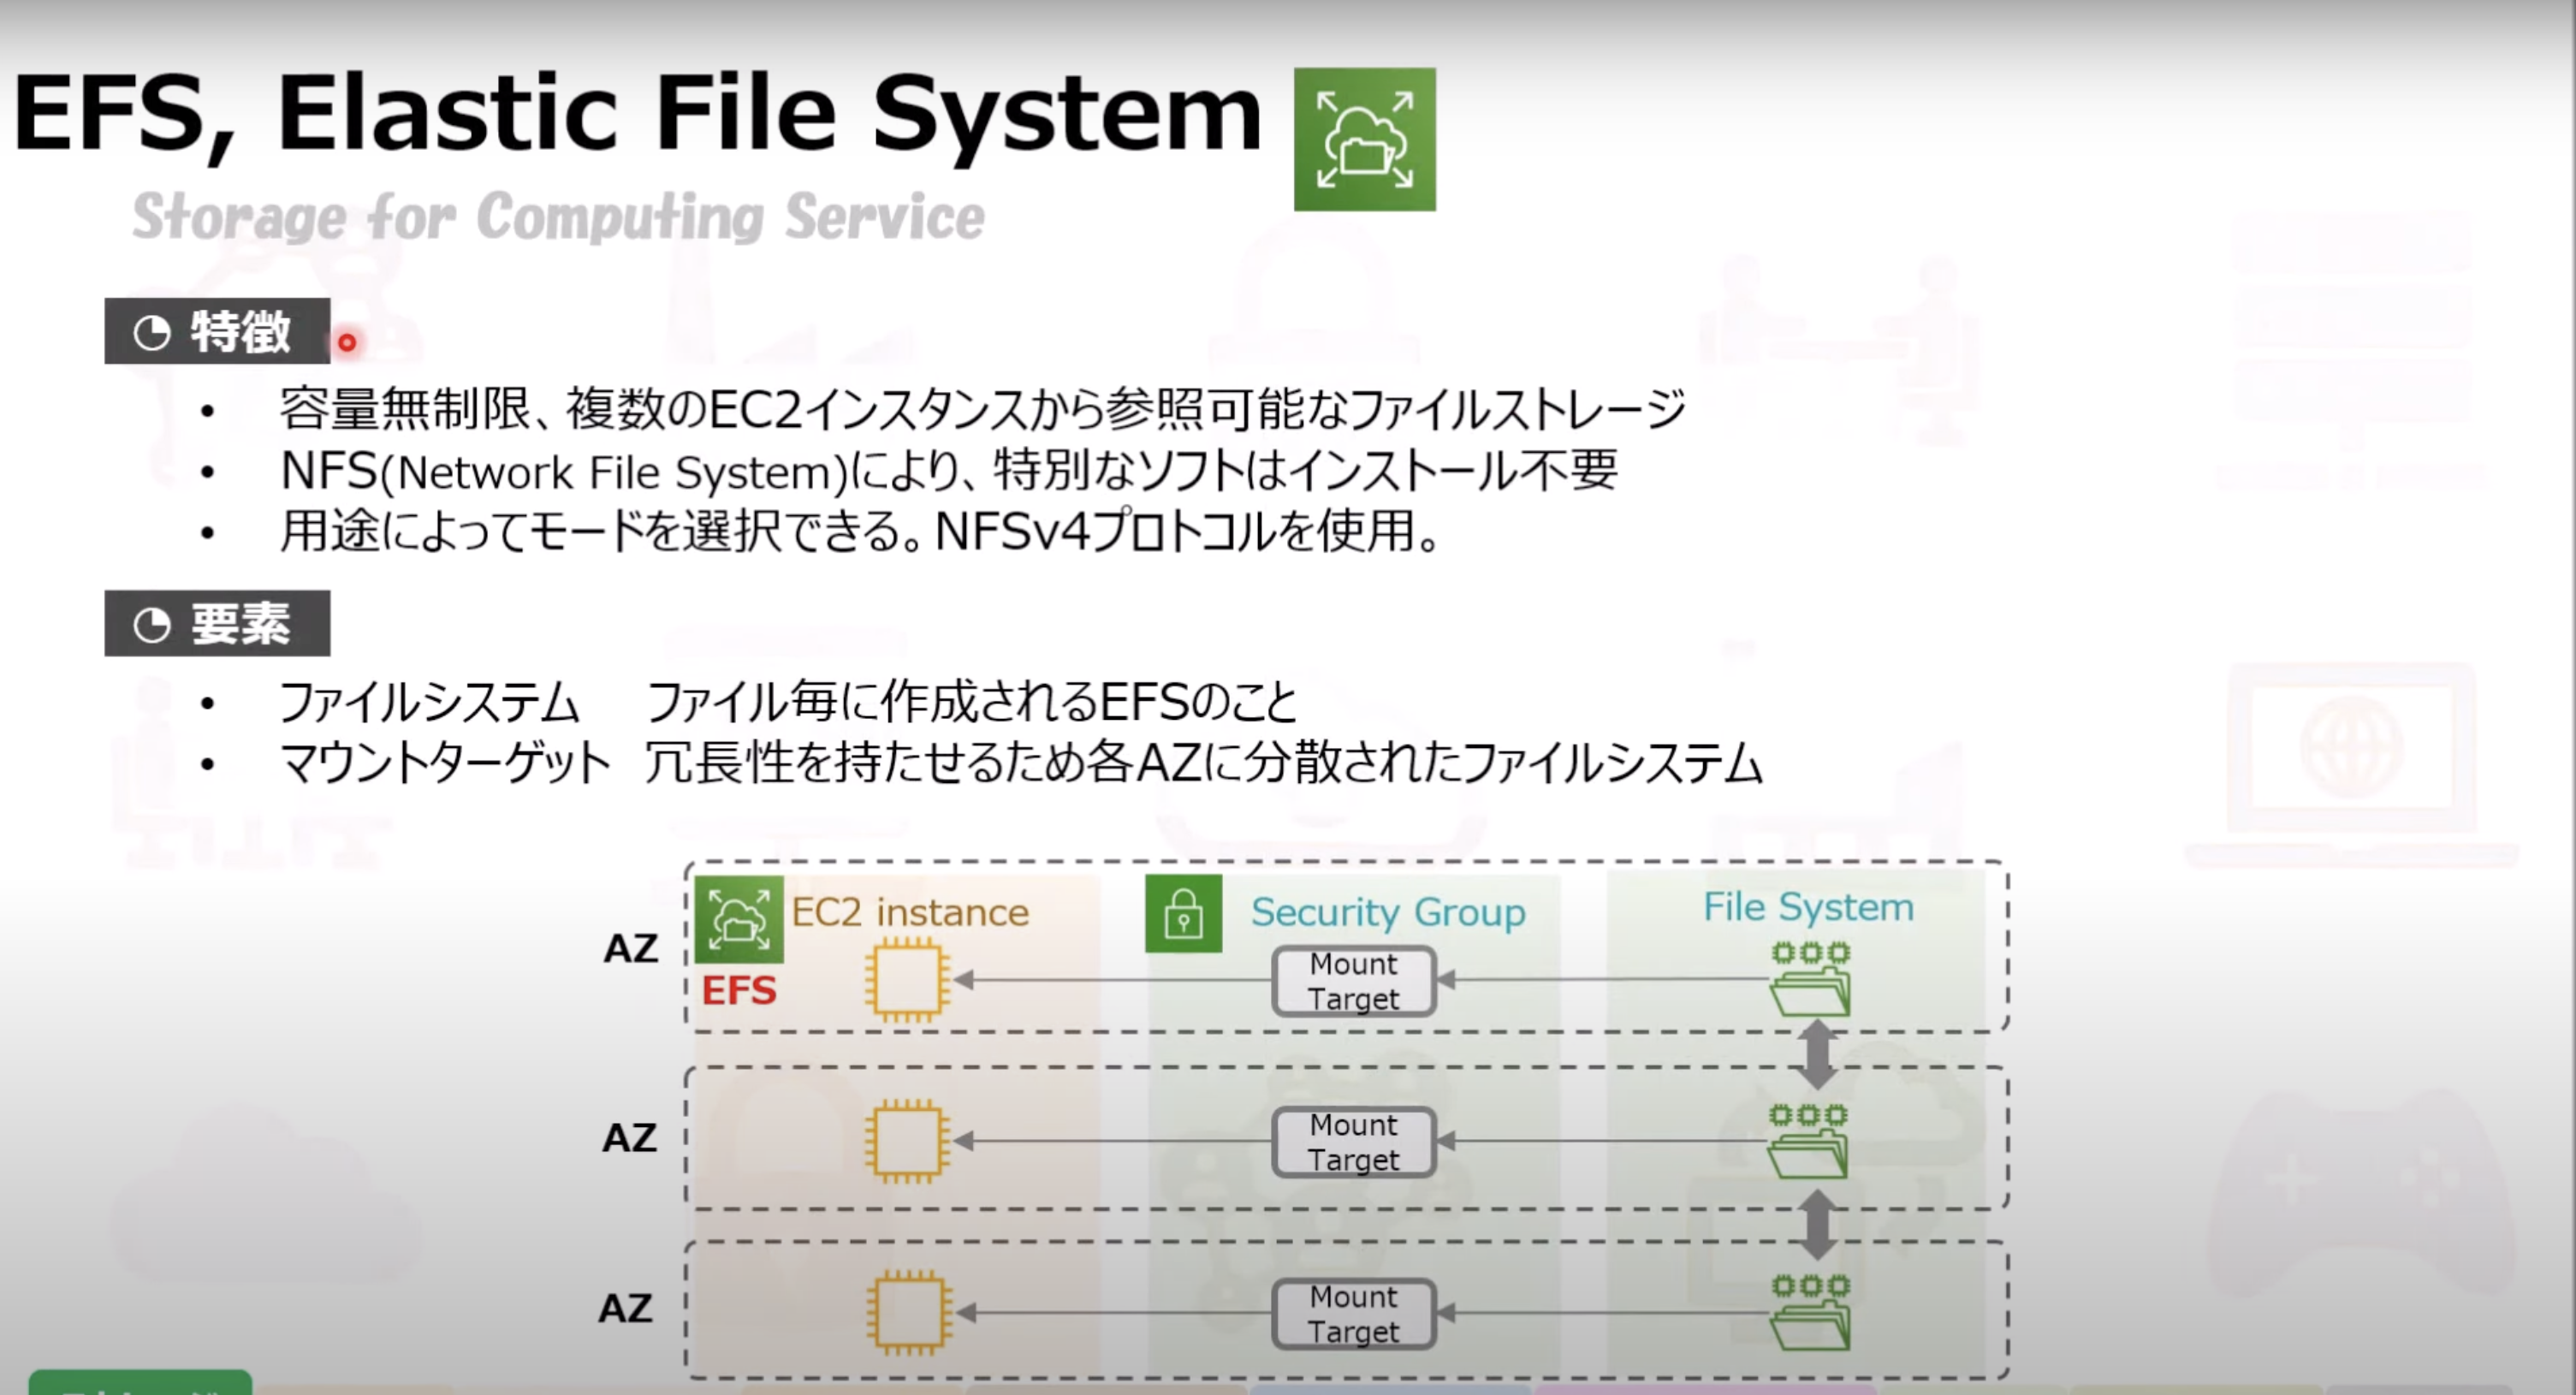 EFS, Elastic File System
Storage for Computing Service
特徴
• 容量無制限、複数のEC2インスタンスから参照可能なファイルストレージ
• NFS(Network File System)により、特別なソフトはインストール不要
• 用途によってモードを選択できる。NFSv4プロトコルを使用。
要素
• ファイルシステム ファイル毎に作成されるEFSのこと
• マウントターゲット 冗長性を持たせるため各AZに分散されたファイルシステム
EC2 instance
Security Group
File System
AZ
EFS
Mount
Target
AZ
Mount
Target
AZ
Mount
Target